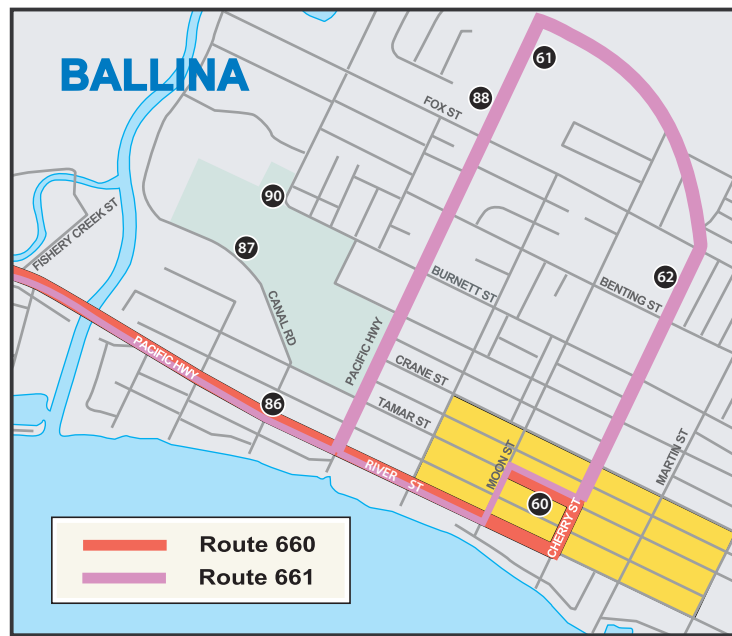 BALLINA
61
88
FOX ST
90
FISHERY CREEK ST
87
62
BURNETT ST
BENTING ST
CANAL RD
PACIFIC HWY
PACIFIC HWY
CRANE ST
86
TAMAR ST
MOON ST
MARTIN ST
RIVER ST
60
CHERRY ST
Route 660
Route 661